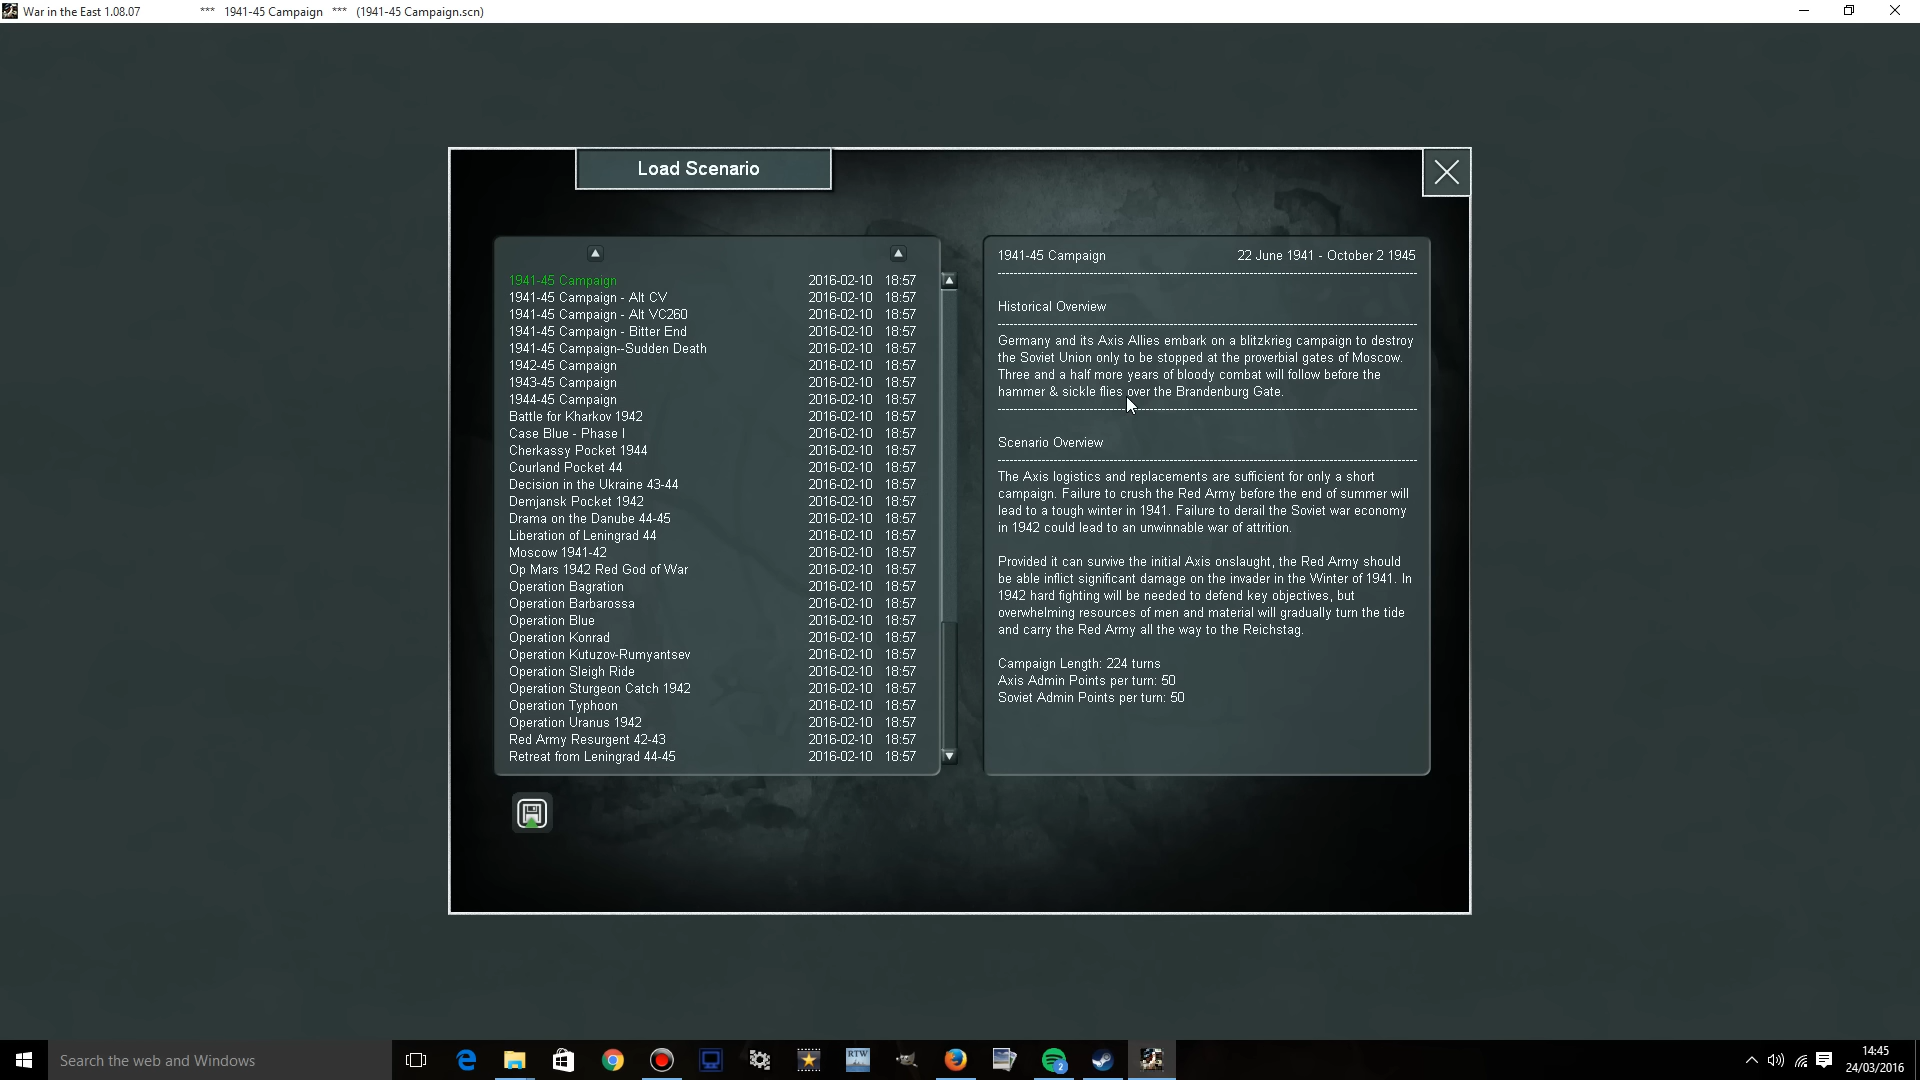 War in the East 1.08.07 *** 1941-45 Campaign *** (1941-45 Campaign.scn)
Load Scenario
1941-45 Campaign 2016-02-10 18:57
1941-45 Campaign - Alt CV 2016-02-10 18:57
1941-45 Campaign - Alt VC260 2016-02-10 18:57
1941-45 Campaign - Bitter End 2016-02-10 18:57
1941-45 Campaign--Sudden Death 2016-02-10 18:57
1942-45 Campaign 2016-02-10 18:57
1943-45 Campaign 2016-02-10 18:57
1944-45 Campaign 2016-02-10 18:57
Battle for Kharkov 1942 2016-02-10 18:57
Case Blue - Phase I 2016-02-10 18:57
Cherkassy Pocket 1944 2016-02-10 18:57
Courland Pocket 44 2016-02-10 18:57
Decision in the Ukraine 43-44 2016-02-10 18:57
Demjansk Pocket 1942 2016-02-10 18:57
Drama on the Danube 44-45 2016-02-10 18:57
Liberation of Leningrad 44 2016-02-10 18:57
Moscow 1941-42 2016-02-10 18:57
Op Mars 1942 Red God of War 2016-02-10 18:57
Operation Bagration 2016-02-10 18:57
Operation Barbarossa 2016-02-10 18:57
Operation Blue 2016-02-10 18:57
Operation Konrad 2016-02-10 18:57
Operation Kutuzov-Rumyantsev 2016-02-10 18:57
Operation Sleigh Ride 2016-02-10 18:57
Operation Sturgeon Catch 1942 2016-02-10 18:57
Operation Typhoon 2016-02-10 18:57
Operation Uranus 1942 2016-02-10 18:57
Red Army Resurgent 42-43 2016-02-10 18:57
Retreat from Leningrad 44-45 2016-02-10 18:57
1941-45 Campaign 22 June 1941 - October 2 1945
Historical Overview
Germany and its Axis Allies embark on a blitzkrieg campaign to destroy
the Soviet Union only to be stopped at the proverbial gates of Moscow.
Three and a half more years of bloody combat will follow before the
hammer & sickle flies over the Brandenburg Gate.
Scenario Overview
The Axis logistics and replacements are sufficient for only a short
campaign. Failure to crush the Red Army before the end of summer will
lead to a tough winter in 1941. Failure to derail the Soviet war economy
in 1942 could lead to an unwinnable war of attrition.
Provided it can survive the initial Axis onslaught, the Red Army should
be able inflict significant damage on the invader in the Winter of 1941. In
1942 hard fighting will be needed to defend key objectives, but
overwhelming resources of men and material will gradually turn the tide
and carry the Red Army all the way to the Reichstag.
Campaign Length: 224 turns
Axis Admin Points per turn: 50
Soviet Admin Points per turn: 50
Search the web and Windows
RTW
2
14:45
24/03/2016